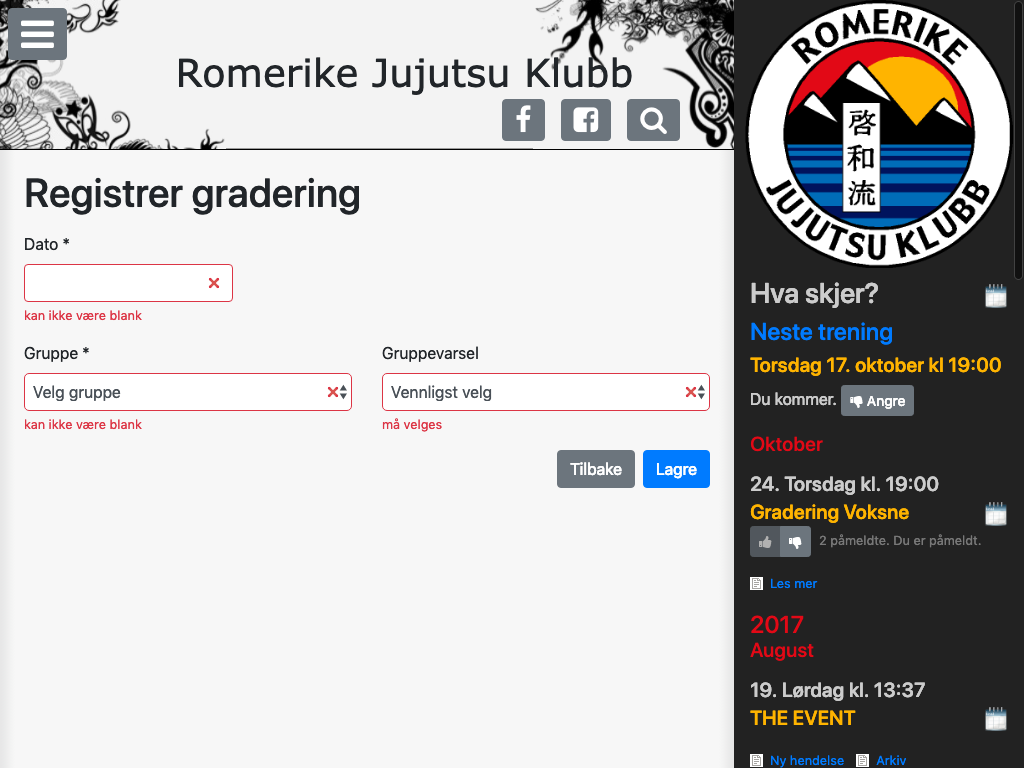 Romerike Jujutsu Klubb
Registrer gradering
Dato *
kan ikke være blank
Gruppe *
Gruppevarsel
Velg gruppe
Vennligst velg
kan ikke være blank
må velges
Tilbake
Lagre
ROMERIKE
啓和流
JUJUTSU KLUBB
Hva skjer?
Neste trening
Torsdag 17. oktober kl 19:00
Du kommer.
Angre
Oktober
24. Torsdag kl. 19:00
Gradering Voksne
2 påmeldte. Du er påmeldt.
Les mer
2017
August
19. Lørdag kl. 13:37
THE EVENT
Ny hendelse
Arkiv